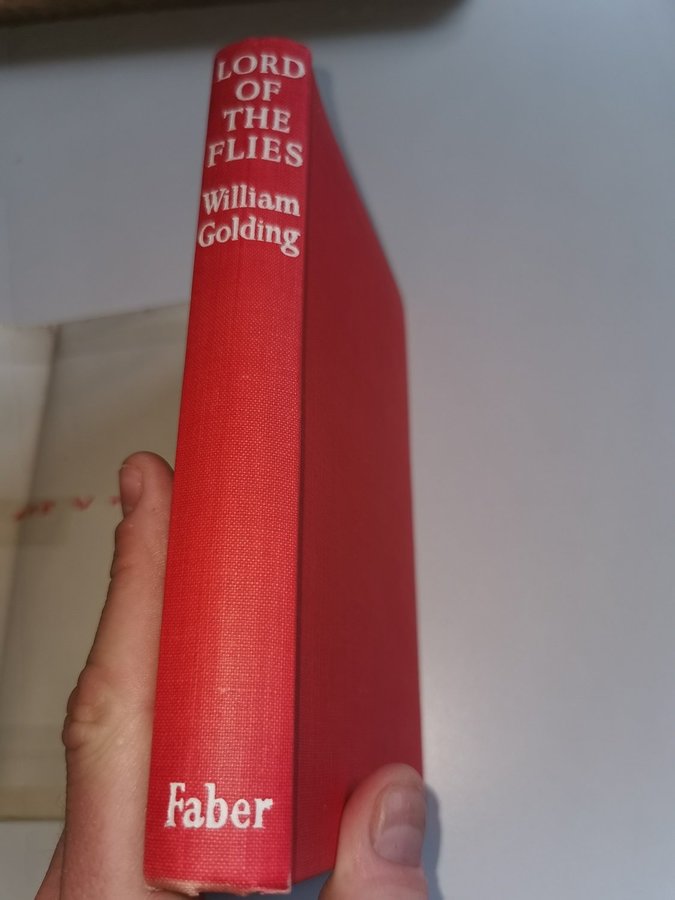 LORD
OF
THE
FLIES
William
Golding
Faber